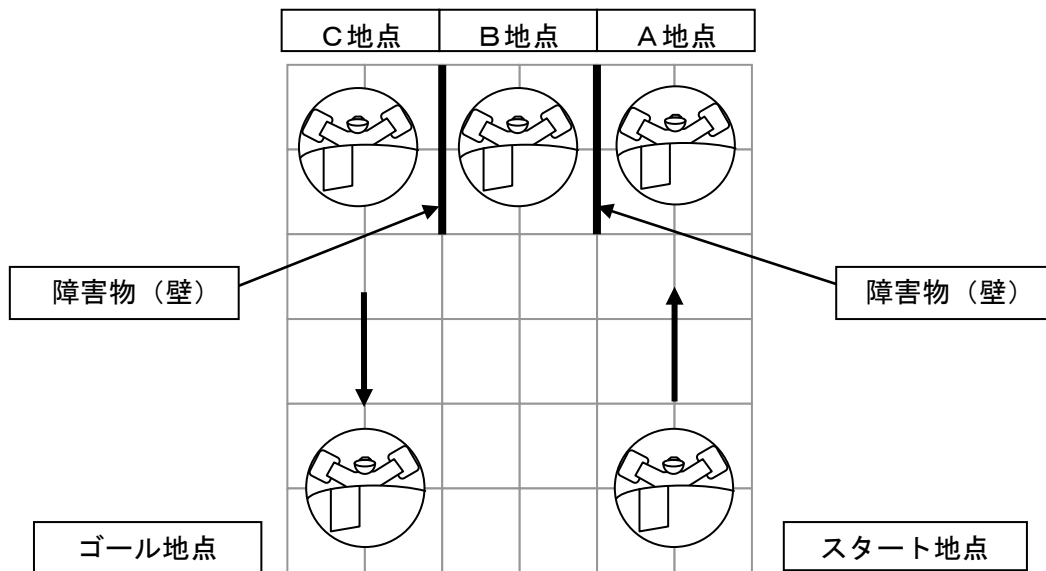 Ｃ地点
Ｂ地点
Ａ地点
障害物（壁）
障害物（壁）
ゴール地点
スタート地点